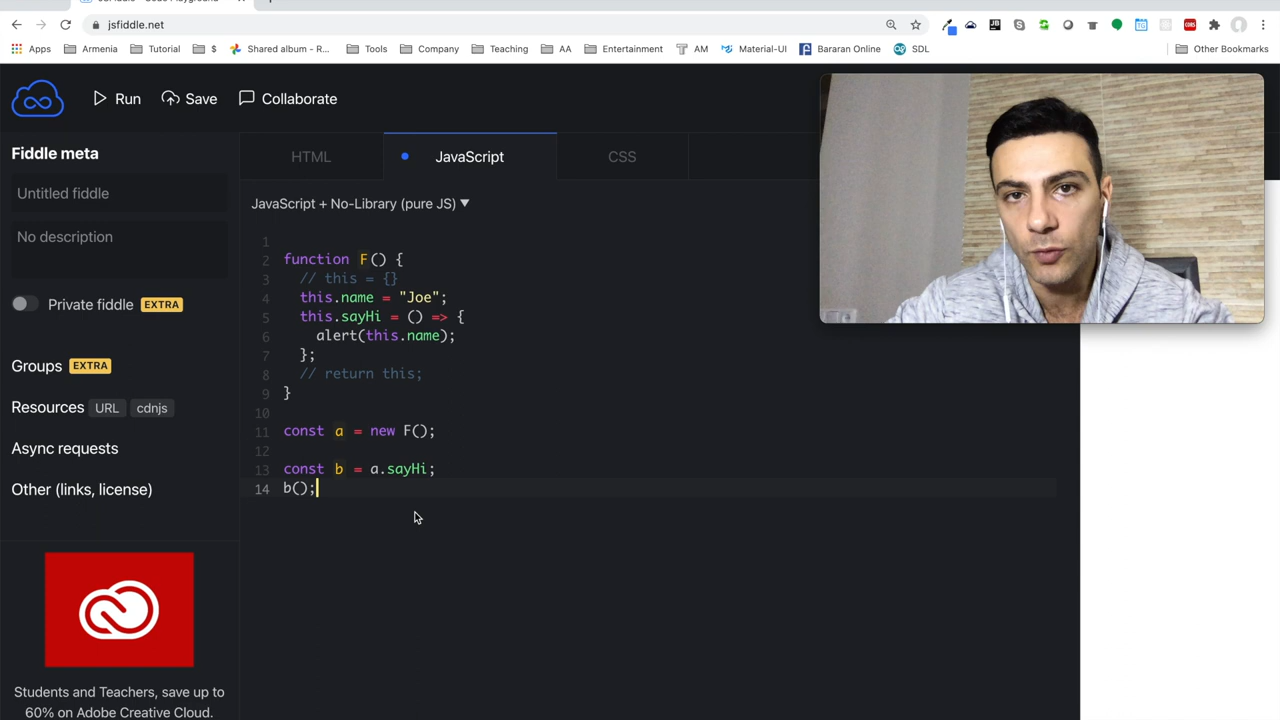 jsfiddle.net
Apps Armenia Tutorial $ Shared album - R... Tools Company Teaching AA Entertainment AM Material-UI Bararan Online SDL Other Bookmarks
Run Save Collaborate
Fiddle meta
Untitled fiddle
No description
Private fiddle EXTRA
Groups EXTRA
Resources URL cdnjs
Async requests
Other (links, license)
Students and Teachers, save up to
60% on Adobe Creative Cloud.
HTML JavaScript CSS
JavaScript + No-Library (pure JS) ▼
1
2 function F() {
3 // this = {}
4 this.name = "Joe";
5 this.sayHi = () => {
6 alert(this.name);
7 };
8 // return this;
9 }
10
11 const a = new F();
12
13 const b = a.sayHi;
14 b();